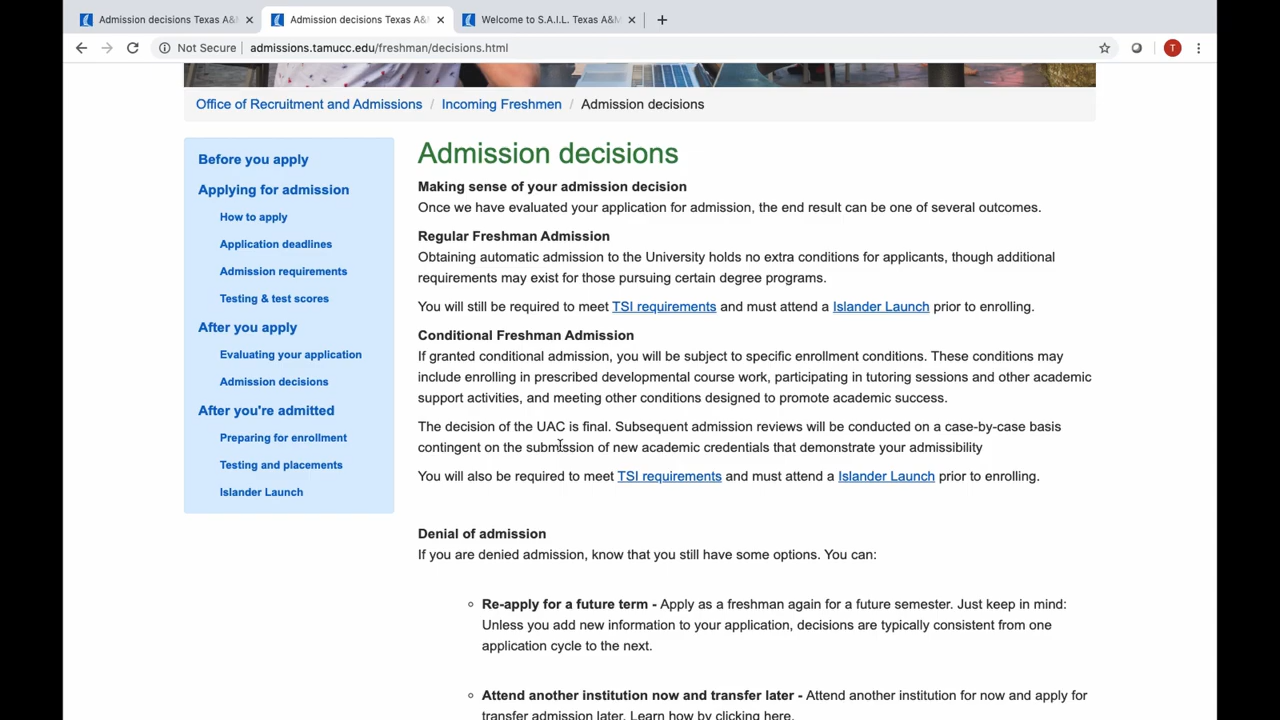 Admission decisions Texas A&
Admission decisions Texas A&
Welcome to S.A.I.L. Texas A&M
Not Secure
admissions.tamucc.edu/freshman/decisions.html
T
Office of Recruitment and Admissions / Incoming Freshmen / Admission decisions
Before you apply
Applying for admission
How to apply
Application deadlines
Admission requirements
Testing & test scores
After you apply
Evaluating your application
Admission decisions
After you're admitted
Preparing for enrollment
Testing and placements
Islander Launch
Admission decisions
Making sense of your admission decision
Once we have evaluated your application for admission, the end result can be one of several outcomes.
Regular Freshman Admission
Obtaining automatic admission to the University holds no extra conditions for applicants, though additional
requirements may exist for those pursuing certain degree programs.
You will still be required to meet TSI requirements and must attend a Islander Launch prior to enrolling.
Conditional Freshman Admission
If granted conditional admission, you will be subject to specific enrollment conditions. These conditions may
include enrolling in prescribed developmental course work, participating in tutoring sessions and other academic
support activities, and meeting other conditions designed to promote academic success.
The decision of the UAC is final. Subsequent admission reviews will be conducted on a case-by-case basis
contingent on the submission of new academic credentials that demonstrate your admissibility
You will also be required to meet TSI requirements and must attend a Islander Launch prior to enrolling.
Denial of admission
If you are denied admission, know that you still have some options. You can:
Re-apply for a future term - Apply as a freshman again for a future semester. Just keep in mind:
Unless you add new information to your application, decisions are typically consistent from one
application cycle to the next.
Attend another institution now and transfer later - Attend another institution for now and apply for
transfer admission later. Learn how by clicking here.